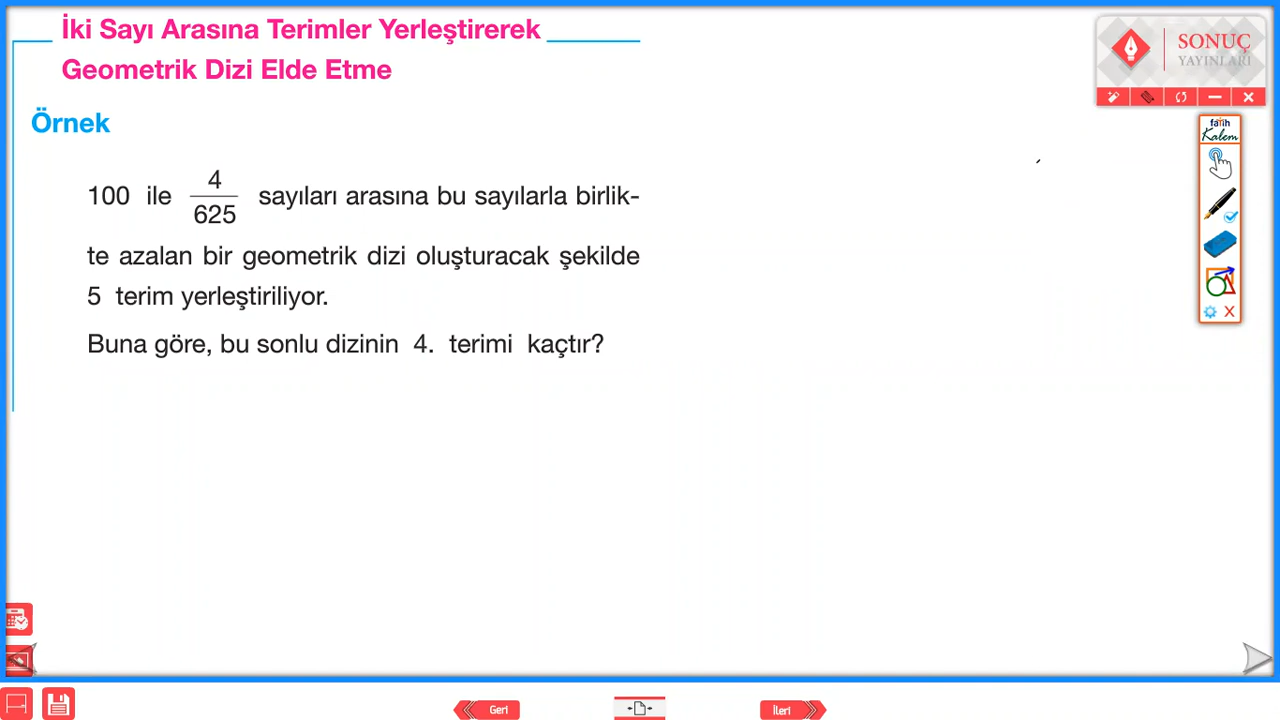 İki Sayı Arasına Terimler Yerleştirerek
Geometrik Dizi Elde Etme
SONUÇ
YAYINLARI
Örnek
fatih
Kalem
100 ile 4/625 sayıları arasına bu sayılarla birlik-
te azalan bir geometrik dizi oluşturacak şekilde
5 terim yerleştiriliyor.
Buna göre, bu sonlu dizinin 4. terimi kaçtır?
Geri
İleri